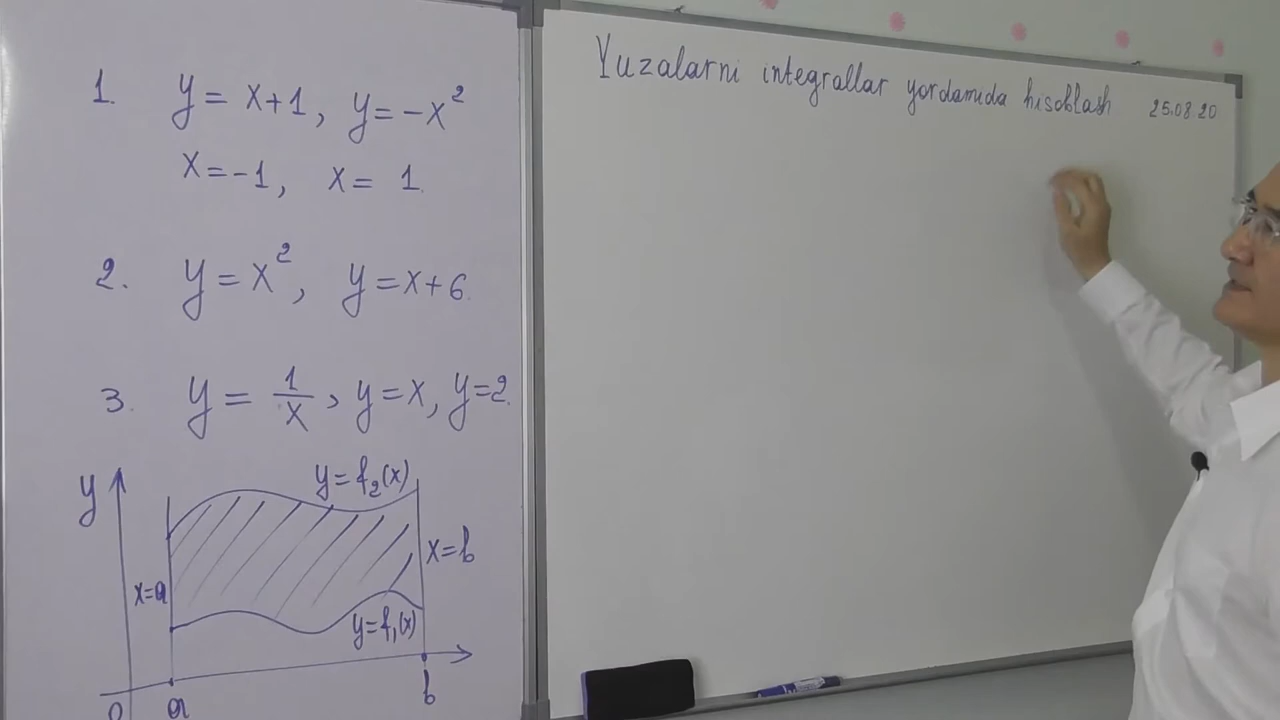 1. y = x+1, y = -x²
x = -1, x = 1.
2. y = x², y = x+6.
3. y = 1/x, y = x, y = 2.
y
y = f₂(x)
x = b
x = a
y = f₁(x)
0 a b
Yuzalarni integrallar yordamida hisoblash 25.08.20